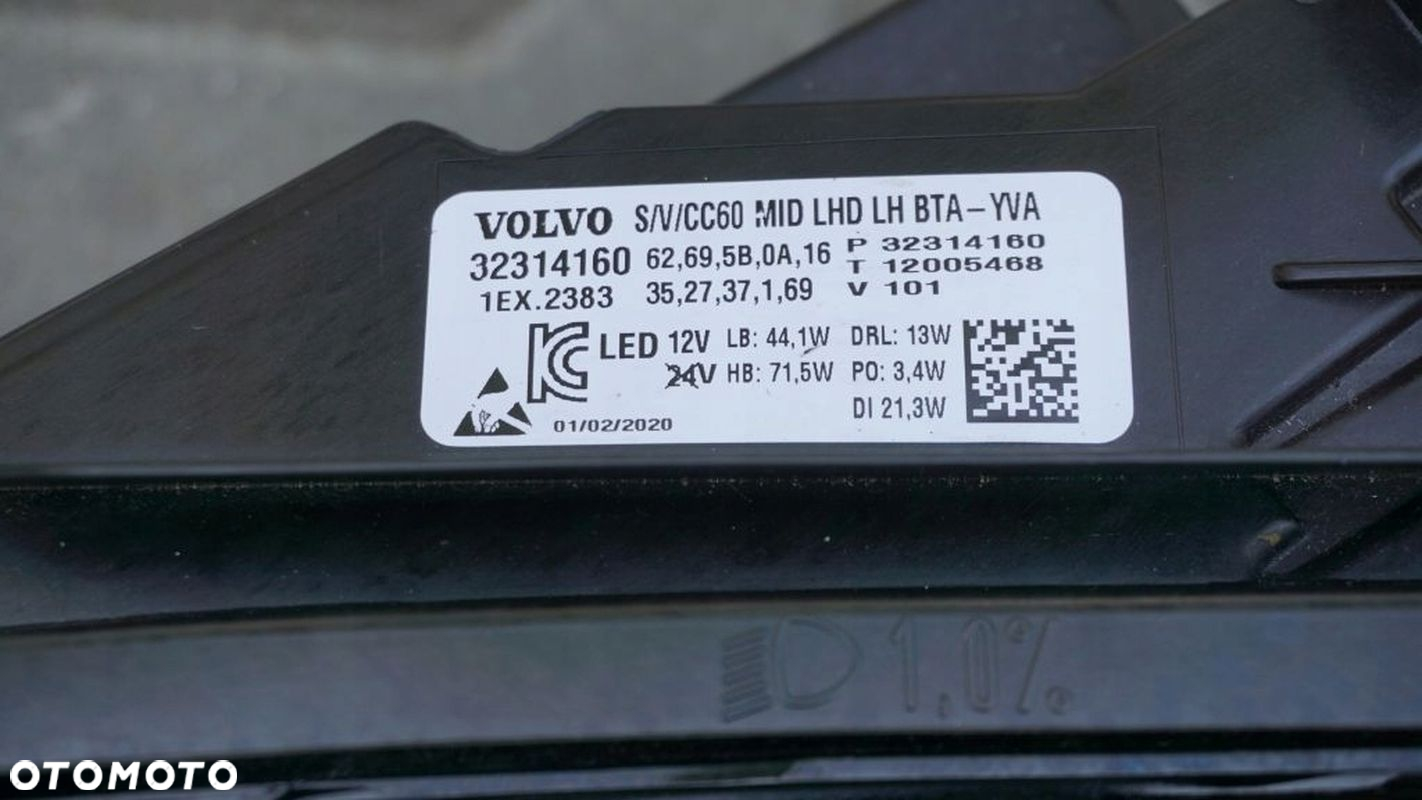 VOLVO S/V/CC60 MID LHD LH BTA-YVA
32314160 62,69,5B,0A,16 P 32314160
T 12005468
1EX.2383 35,27,37,1,69 V 101
LED 12V LB: 44,1W DRL: 13W
24V HB: 71,5W PO: 3,4W
DI 21,3W
01/02/2020
1,0%
OTOMOTO